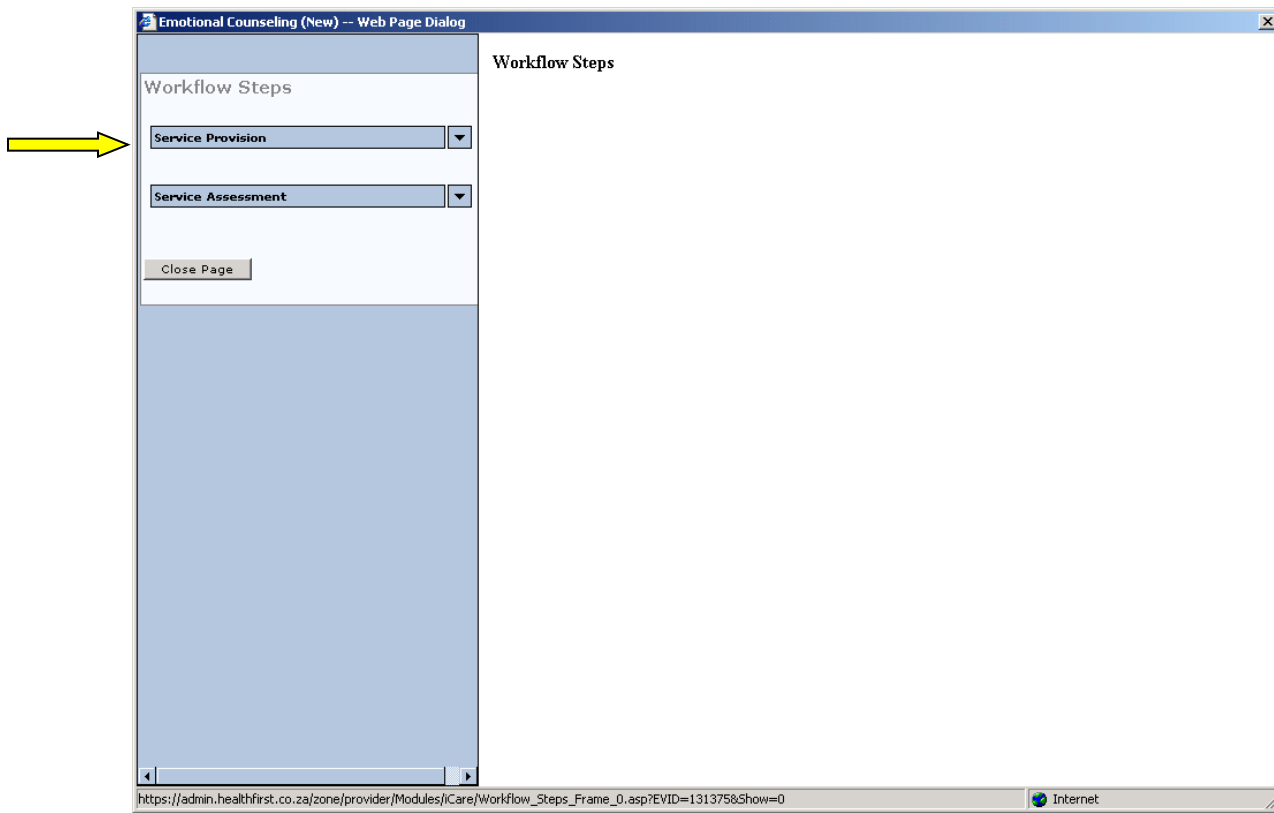 Emotional Counseling (New) -- Web Page Dialog
Workflow Steps
Workflow Steps
Service Provision
Service Assessment
Close Page
https://admin.healthfirst.co.za/zone/provider/Modules/iCare/Workflow_Steps_Frame_0.asp?EVID=131375&Show=0
Internet